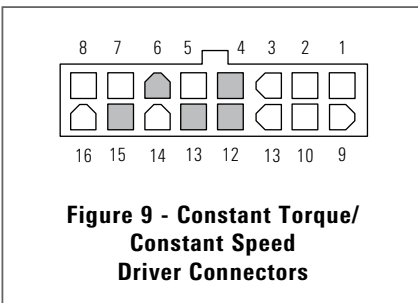 8 7 6 5 4 3 2 1
16 15 14 13 12 13 10 9
Figure 9 - Constant Torque/
Constant Speed
Driver Connectors